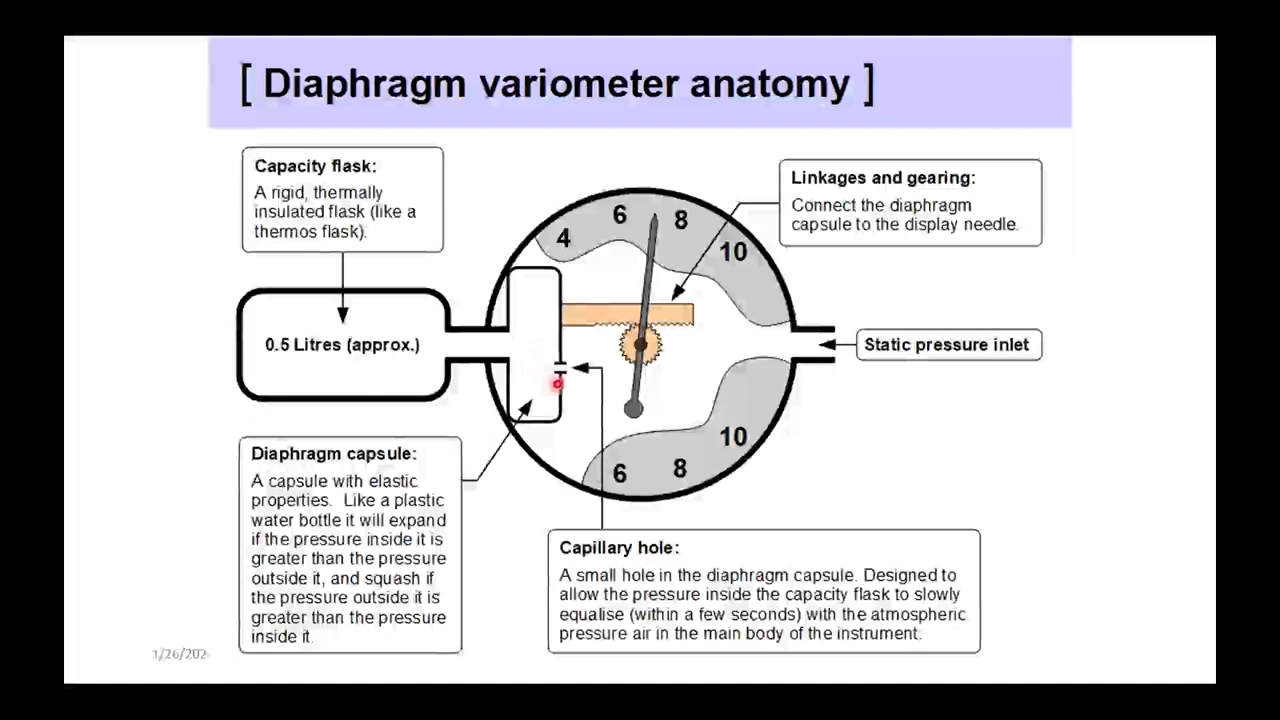 [ Diaphragm variometer anatomy ]
Capacity flask:
A rigid, thermally
insulated flask (like a
thermos flask).
Linkages and gearing:
Connect the diaphragm
capsule to the display needle.
4
6
8
10
0.5 Litres (approx.)
Static pressure inlet
10
8
6
Diaphragm capsule:
A capsule with elastic
properties. Like a plastic
water bottle it will expand
if the pressure inside it is
greater than the pressure
outside it, and squash if
the pressure outside it is
greater than the pressure
inside it.
Capillary hole:
A small hole in the diaphragm capsule. Designed to
allow the pressure inside the capacity flask to slowly
equalise (within a few seconds) with the atmospheric
pressure air in the main body of the instrument.
1/26/202